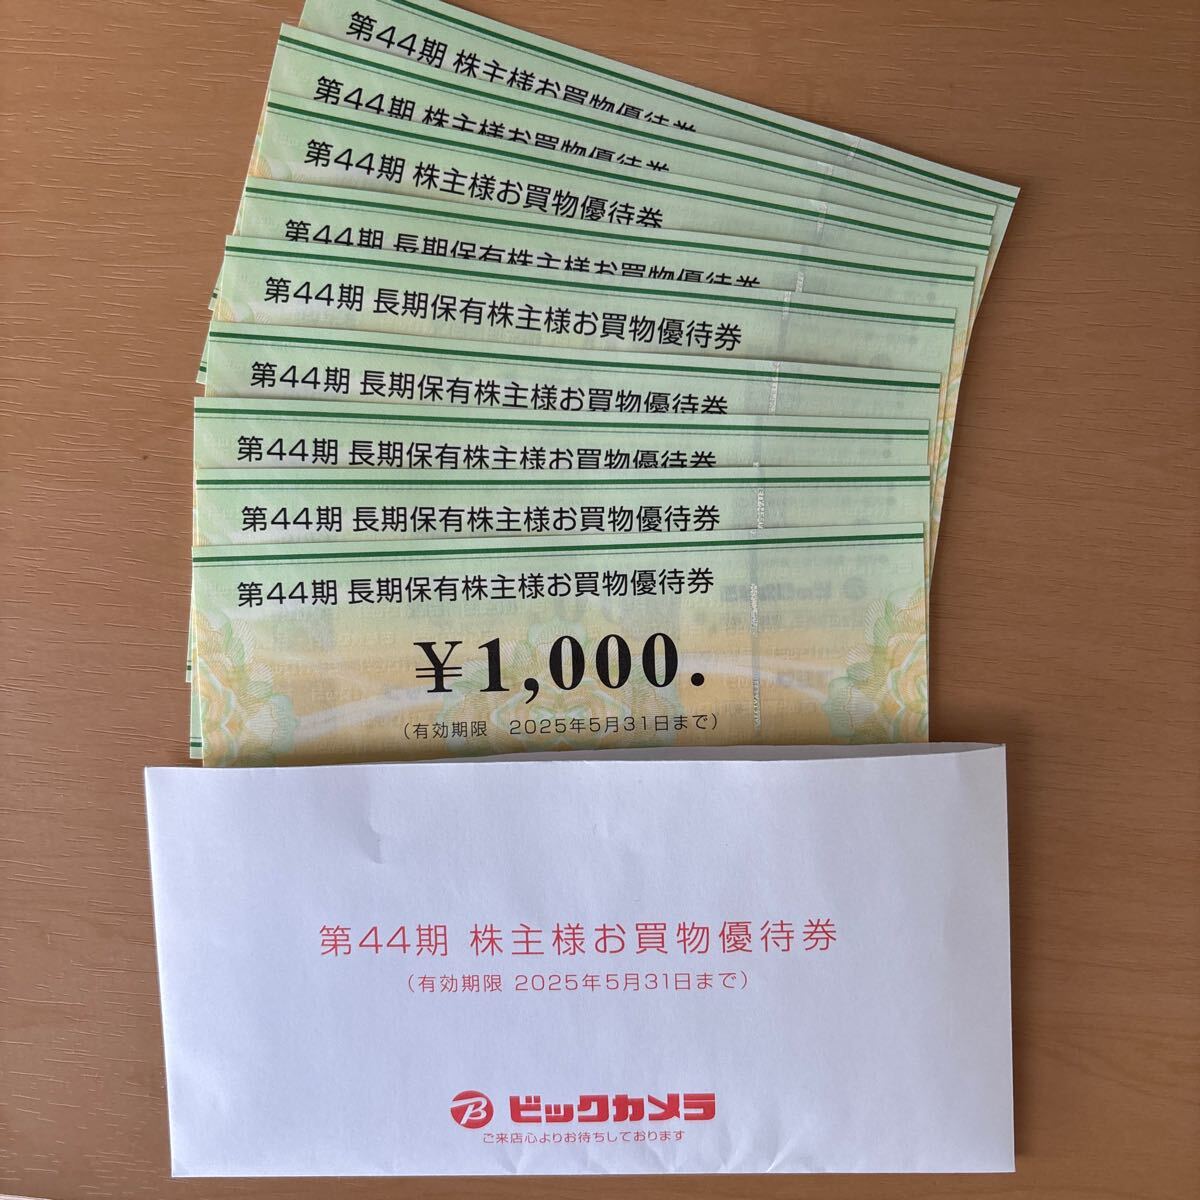 第44期 株主様お買物優待券
第44期 株主様お買物優待券
第44期 株主様お買物優待券
第44期 長期保有株主様お買物優待券
第44期 長期保有株主様お買物優待券
第44期 長期保有株主様お買物優待券
第44期 長期保有株主様お買物優待券
第44期 長期保有株主様お買物優待券
第44期 長期保有株主様お買物優待券
¥1,000.
（有効期限　2025年5月31日まで）
第44期 株主様お買物優待券
（有効期限 2025年5月31日まで）
ビックカメラ
ご来店心よりお待ちしております